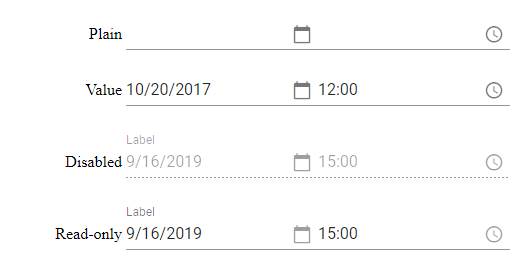 Plain
Value 10/20/2017 12:00
Label
Disabled 9/16/2019 15:00
Label
Read-only 9/16/2019 15:00